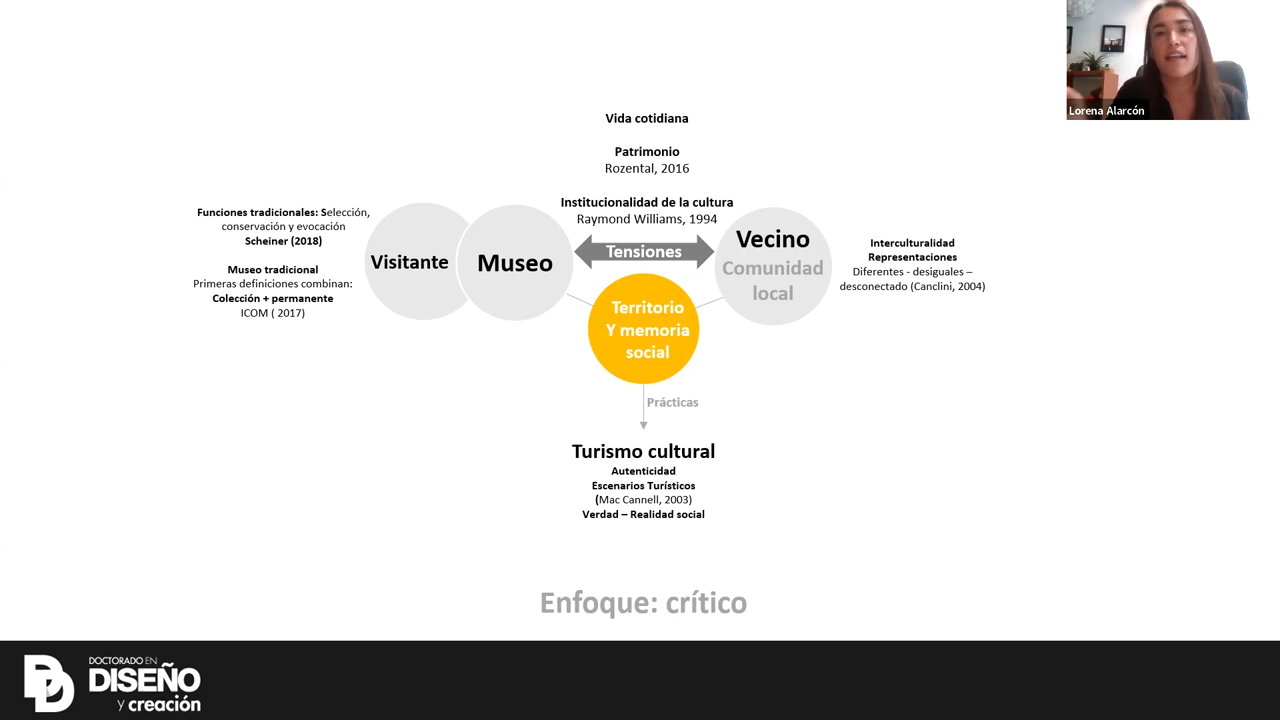 Lorena Alarcón
Vida cotidiana
Patrimonio
Rozental, 2016
Institucionalidad de la cultura
Raymond Williams, 1994
Funciones tradicionales: Selección,
conservación y evocación
Scheiner (2018)
Museo tradicional
Primeras definiciones combinan:
Colección + permanente
ICOM ( 2017)
Visitante
Museo
Tensiones
Vecino
Comunidad
local
Interculturalidad
Representaciones
Diferentes - desiguales –
desconectado (Canclini, 2004)
Territorio
Y memoria
social
Prácticas
Turismo cultural
Autenticidad
Escenarios Turísticos
(Mac Cannell, 2003)
Verdad – Realidad social
Enfoque: crítico
DOCTORADO EN
DISEÑO
y creación